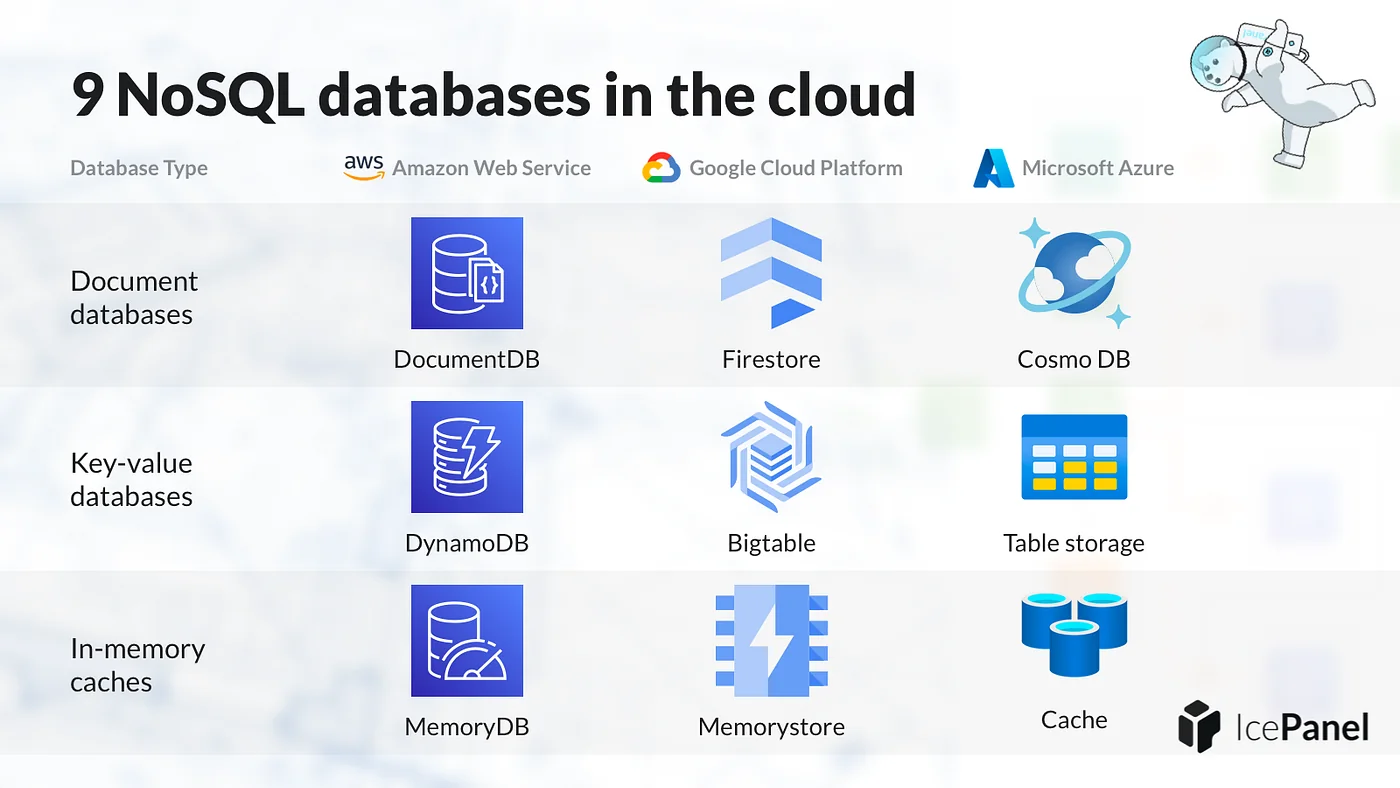 9 NoSQL databases in the cloud
Database Type
aws Amazon Web Service
Google Cloud Platform
Microsoft Azure
Document
databases
DocumentDB
Firestore
Cosmo DB
Key-value
databases
DynamoDB
Bigtable
Table storage
In-memory
caches
MemoryDB
Memorystore
Cache
IcePanel